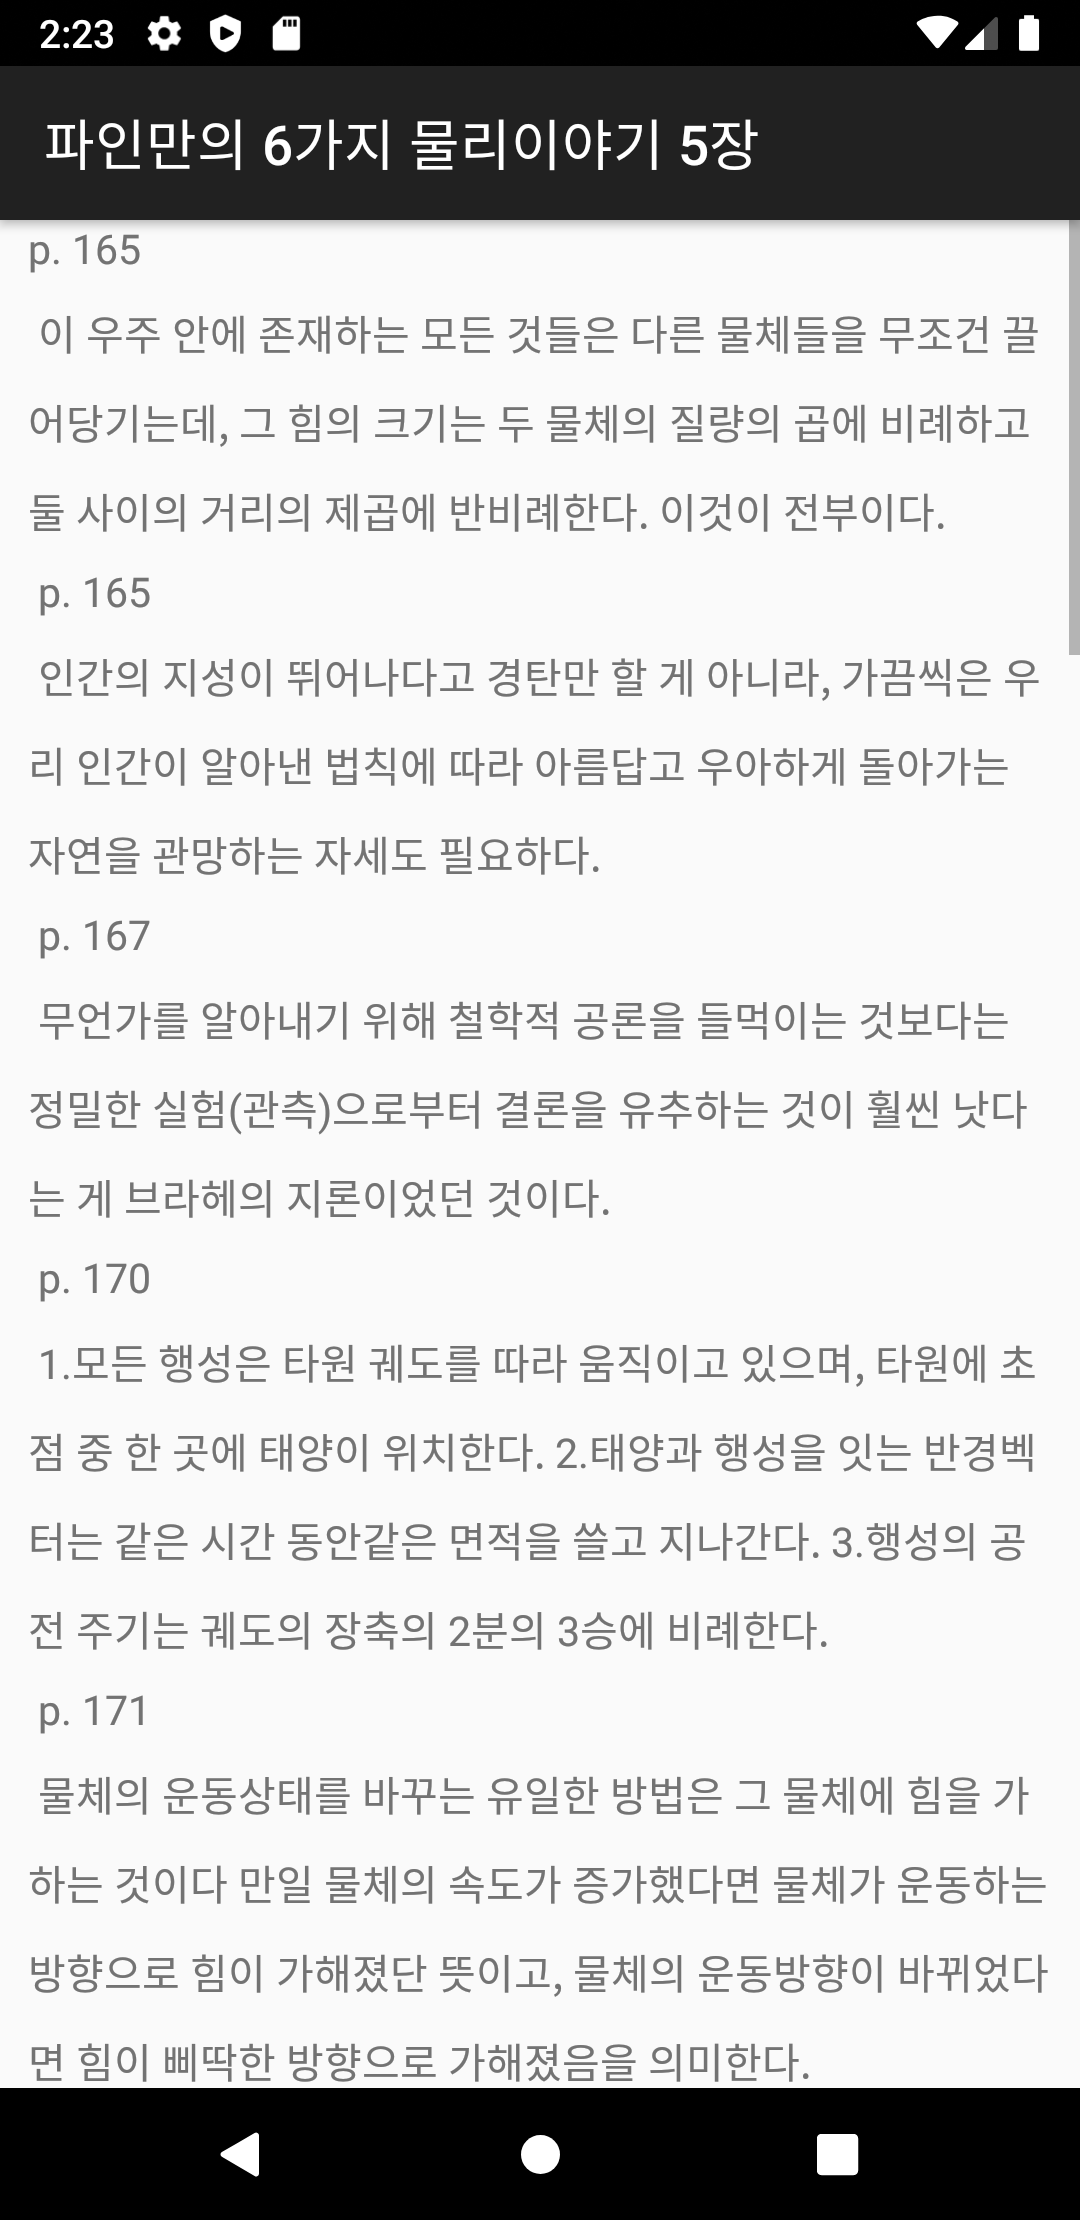 2:23
파인만의 6가지 물리이야기 5장
p. 165
이 우주 안에 존재하는 모든 것들은 다른 물체들을 무조건 끌
어당기는데, 그 힘의 크기는 두 물체의 질량의 곱에 비례하고
둘 사이의 거리의 제곱에 반비례한다. 이것이 전부이다.
p. 165
인간의 지성이 뛰어나다고 경탄만 할 게 아니라, 가끔씩은 우
리 인간이 알아낸 법칙에 따라 아름답고 우아하게 돌아가는
자연을 관망하는 자세도 필요하다.
p. 167
무언가를 알아내기 위해 철학적 공론을 들먹이는 것보다는
정밀한 실험(관측)으로부터 결론을 유추하는 것이 훨씬 낫다
는 게 브라헤의 지론이었던 것이다.
p. 170
1.모든 행성은 타원 궤도를 따라 움직이고 있으며, 타원에 초
점 중 한 곳에 태양이 위치한다. 2.태양과 행성을 잇는 반경벡
터는 같은 시간 동안같은 면적을 쓸고 지나간다. 3.행성의 공
전 주기는 궤도의 장축의 2분의 3승에 비례한다.
p. 171
물체의 운동상태를 바꾸는 유일한 방법은 그 물체에 힘을 가
하는 것이다 만일 물체의 속도가 증가했다면 물체가 운동하는
방향으로 힘이 가해졌단 뜻이고, 물체의 운동방향이 바뀌었다
면 힘이 삐딱한 방향으로 가해졌음을 의미한다.